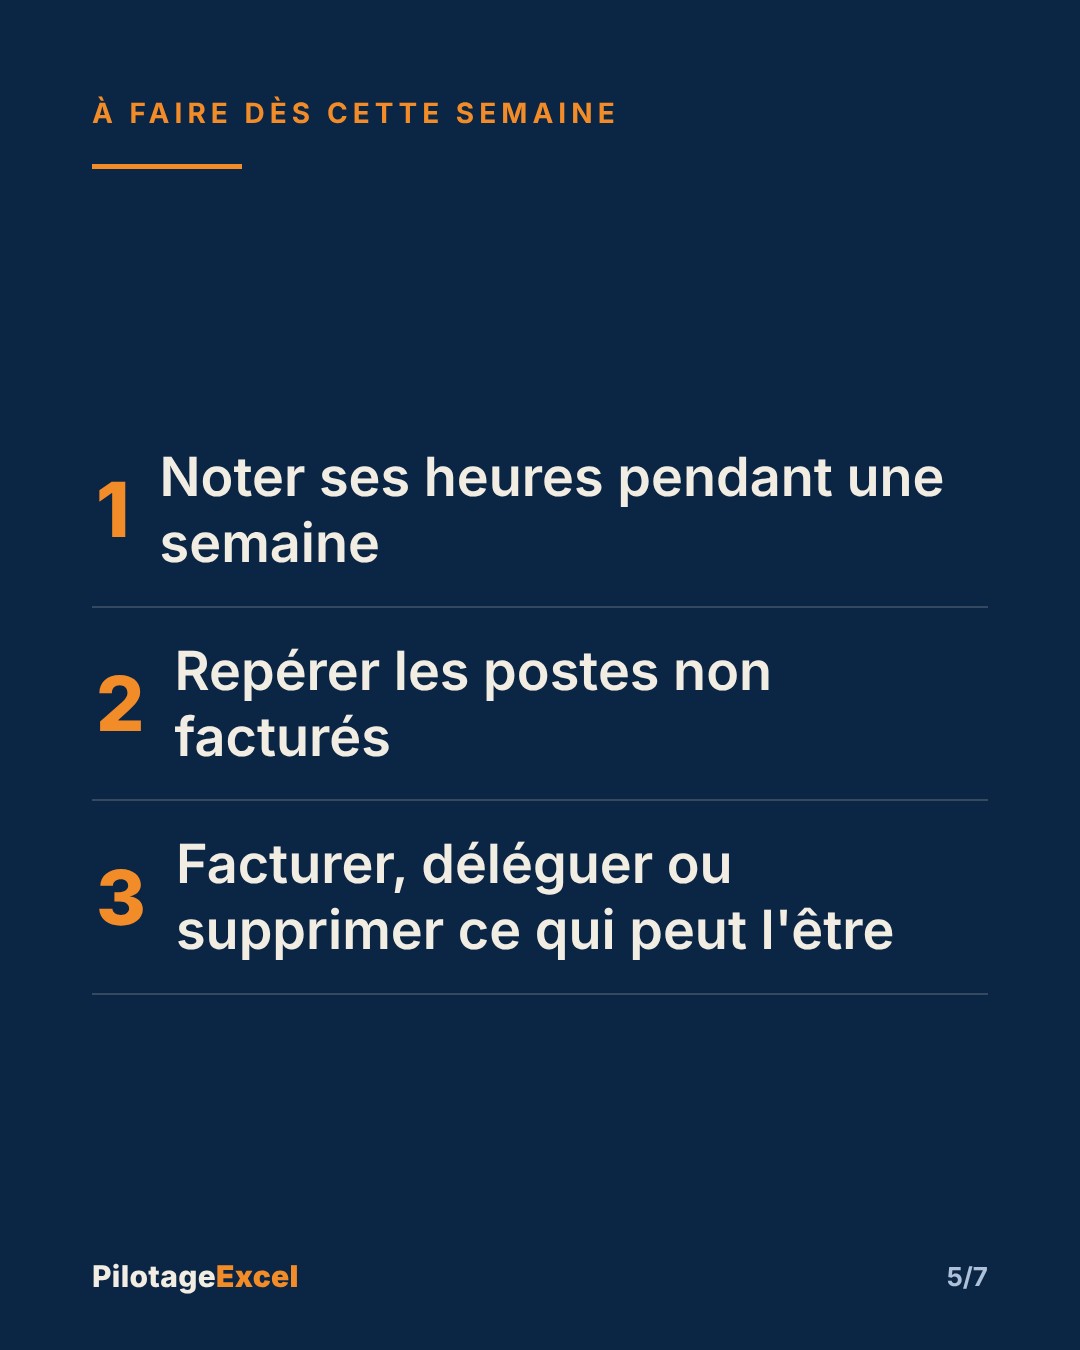 À FAIRE DÈS CETTE SEMAINE
1 Noter ses heures pendant une
semaine
2 Repérer les postes non
facturés
3 Facturer, déléguer ou
supprimer ce qui peut l'être
PilotageExcel
5/7